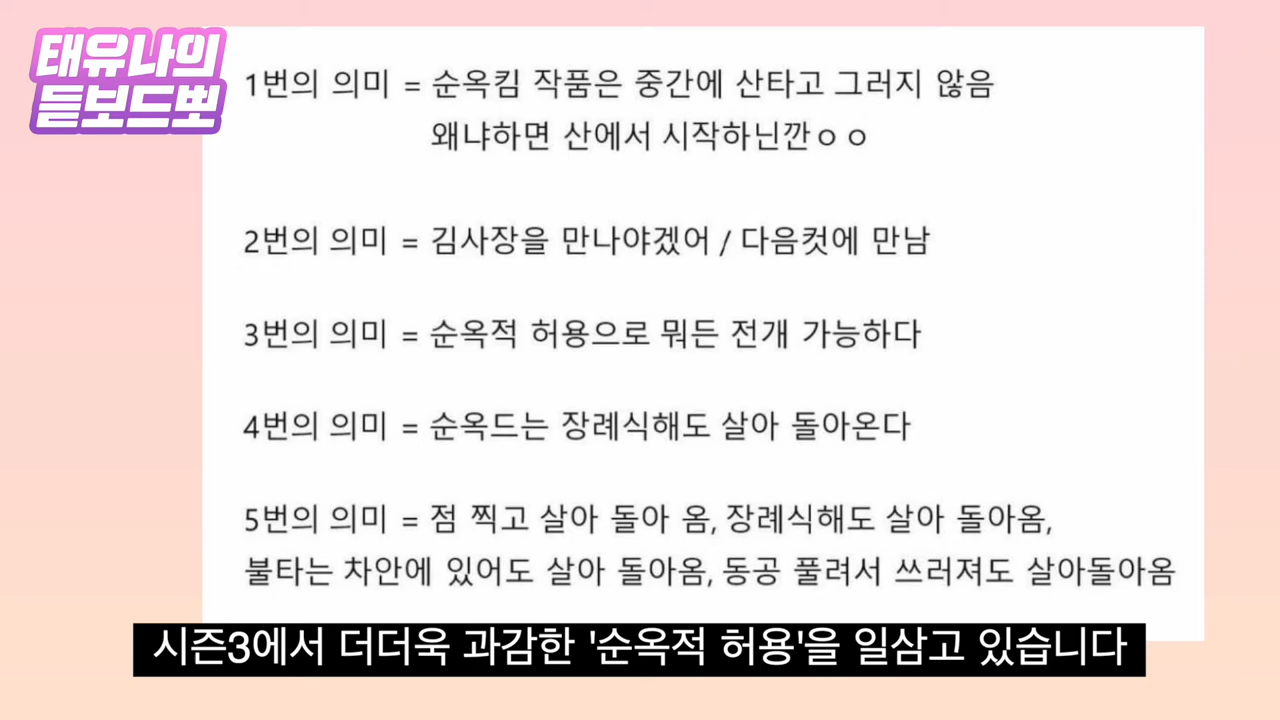 태유나의
듣보드뽀
1번의 의미 = 순옥킴 작품은 중간에 산타고 그러지 않음
왜냐하면 산에서 시작하닌깐ㅇㅇ
2번의 의미 = 김사장을 만나야겠어 / 다음컷에 만남
3번의 의미 = 순옥적 허용으로 뭐든 전개 가능하다
4번의 의미 = 순옥드는 장례식해도 살아 돌아온다
5번의 의미 = 점 찍고 살아 돌아 옴, 장례식해도 살아 돌아옴,
불타는 차안에 있어도 살아 돌아옴, 동공 풀려서 쓰러져도 살아돌아옴
시즌3에서 더더욱 과감한 '순옥적 허용'을 일삼고 있습니다